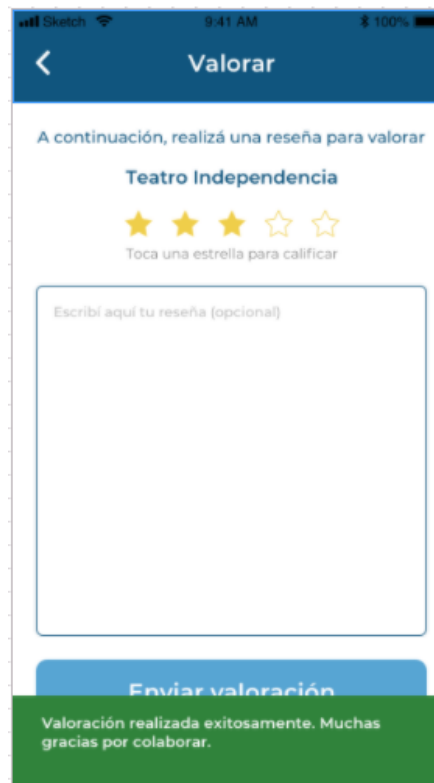 Sketch 9:41 AM 100%
Valorar
A continuación, realizá una reseña para valorar
Teatro Independencia
Toca una estrella para calificar
Escribí aquí tu reseña (opcional)
Enviar valoración
Valoración realizada exitosamente. Muchas
gracias por colaborar.